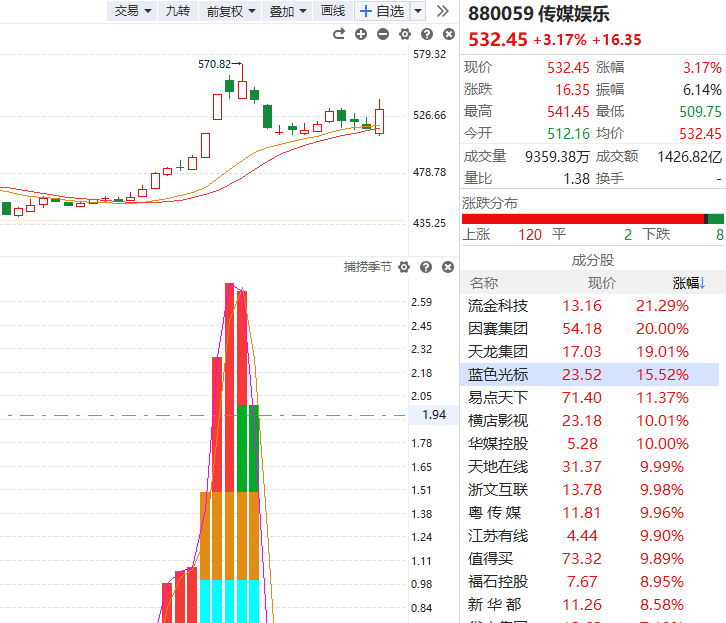 交易 九转 前复权 叠加 画线 + 自选
570.82
579.32
526.66
478.78
435.25
捕捞季节
2.59
2.45
2.32
2.18
2.05
1.94
1.78
1.65
1.51
1.38
1.24
1.11
0.98
0.84
880059 传媒娱乐
532.45 +3.17% +16.35
现价 532.45 涨幅 3.17%
涨跌 16.35 振幅 6.14%
最高 541.45 最低 509.75
今开 512.16 均价 532.45
成交量 9359.38万 成交额 1426.82亿
量比 1.38 换手 -
涨跌分布
上涨 120 平 2 下跌 8
成分股
名称 现价 涨幅↓
流金科技 13.16 21.29%
因赛集团 54.18 20.00%
天龙集团 17.03 19.01%
蓝色光标 23.52 15.52%
易点天下 71.40 11.37%
横店影视 23.18 10.01%
华媒控股 5.28 10.00%
天地在线 31.37 9.99%
浙文互联 13.78 9.98%
粤 传 媒 11.81 9.96%
江苏有线 4.44 9.90%
值得买 73.32 9.89%
福石控股 7.67 8.95%
新 华 都 11.26 8.58%